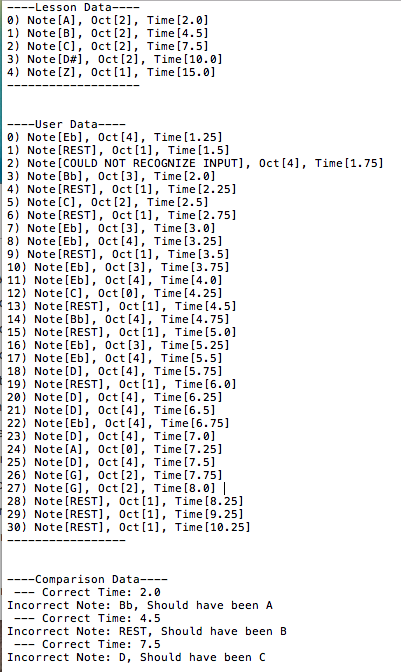 ----Lesson Data----
0) Note[A], Oct[2], Time[2.0]
1) Note[B], Oct[2], Time[4.5]
2) Note[C], Oct[2], Time[7.5]
3) Note[D#], Oct[2], Time[10.0]
4) Note[Z], Oct[1], Time[15.0]
-------------------
----User Data----
0) Note[Eb], Oct[4], Time[1.25]
1) Note[REST], Oct[1], Time[1.5]
2) Note[COULD NOT RECOGNIZE INPUT], Oct[4], Time[1.75]
3) Note[Bb], Oct[3], Time[2.0]
4) Note[REST], Oct[1], Time[2.25]
5) Note[C], Oct[2], Time[2.5]
6) Note[REST], Oct[1], Time[2.75]
7) Note[Eb], Oct[3], Time[3.0]
8) Note[Eb], Oct[4], Time[3.25]
9) Note[REST], Oct[1], Time[3.5]
10) Note[Eb], Oct[3], Time[3.75]
11) Note[Eb], Oct[4], Time[4.0]
12) Note[C], Oct[0], Time[4.25]
13) Note[REST], Oct[1], Time[4.5]
14) Note[Bb], Oct[4], Time[4.75]
15) Note[REST], Oct[1], Time[5.0]
16) Note[Eb], Oct[3], Time[5.25]
17) Note[Eb], Oct[4], Time[5.5]
18) Note[D], Oct[4], Time[5.75]
19) Note[REST], Oct[1], Time[6.0]
20) Note[D], Oct[4], Time[6.25]
21) Note[D], Oct[4], Time[6.5]
22) Note[Eb], Oct[4], Time[6.75]
23) Note[D], Oct[4], Time[7.0]
24) Note[A], Oct[0], Time[7.25]
25) Note[D], Oct[4], Time[7.5]
26) Note[G], Oct[2], Time[7.75]
27) Note[G], Oct[2], Time[8.0]
28) Note[REST], Oct[1], Time[8.25]
29) Note[REST], Oct[1], Time[9.25]
30) Note[REST], Oct[1], Time[10.25]
-----------------
----Comparison Data----
--- Correct Time: 2.0
Incorrect Note: Bb, Should have been A
--- Correct Time: 4.5
Incorrect Note: REST, Should have been B
--- Correct Time: 7.5
Incorrect Note: D, Should have been C